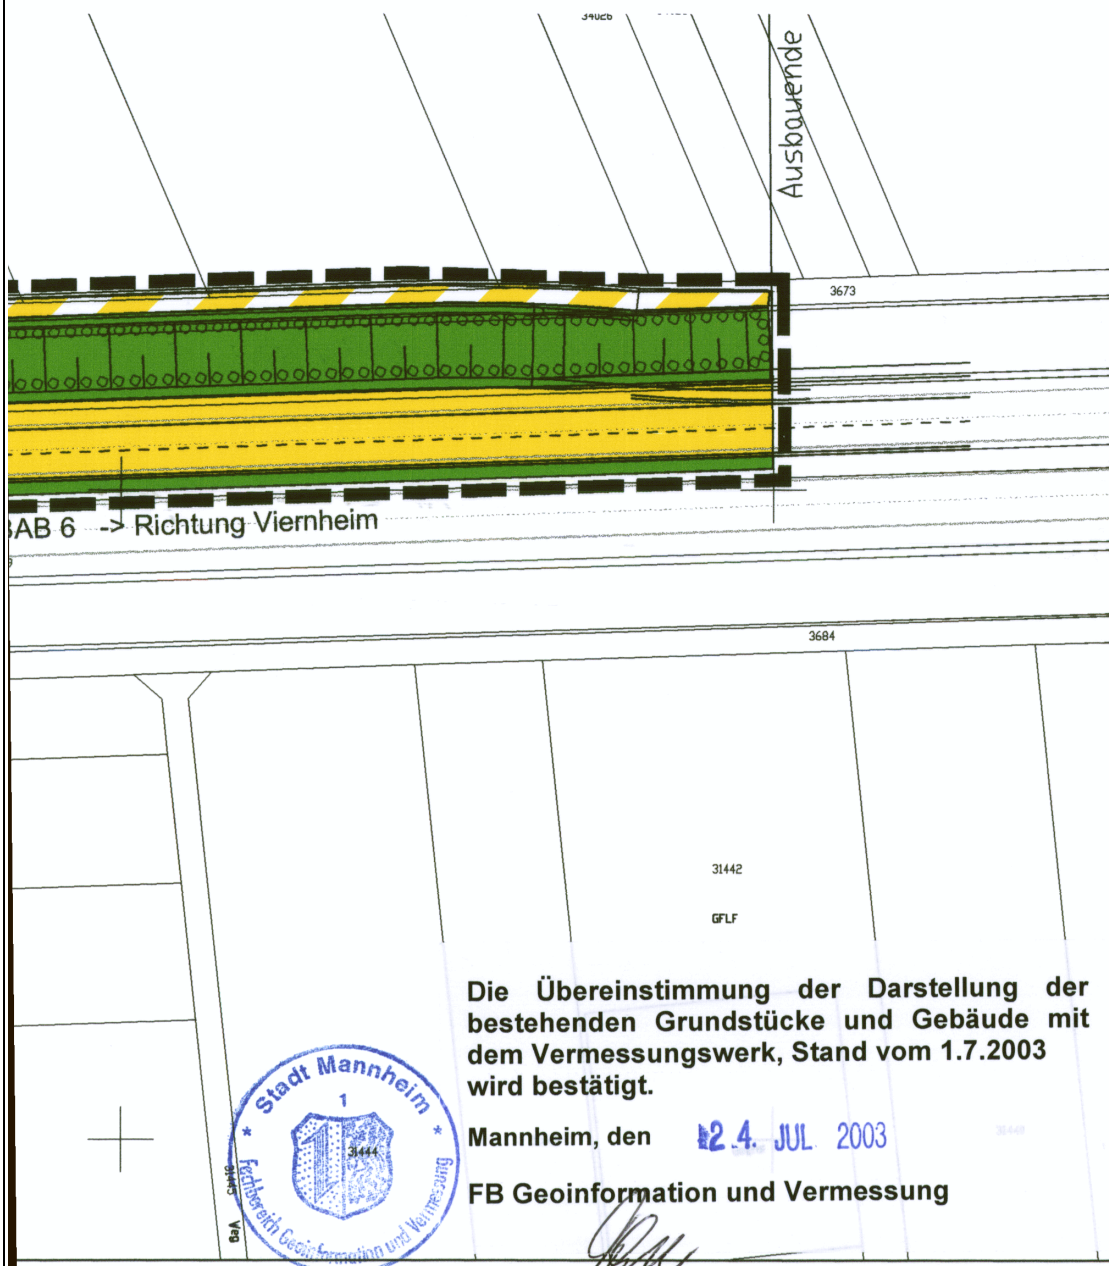 34026
Ausbauende
3673
AB 6 -> Richtung Viernheim
3684
31442
GFLF
Die Übereinstimmung der Darstellung der
bestehenden Grundstücke und Gebäude mit
dem Vermessungswerk, Stand vom 1.7.2003
wird bestätigt.
Mannheim, den 24. JUL 2003
FB Geoinformation und Vermessung
* Stadt Mannheim *
1
31444
Fachbereich Geoinformation und Vermessung
31445
Weg